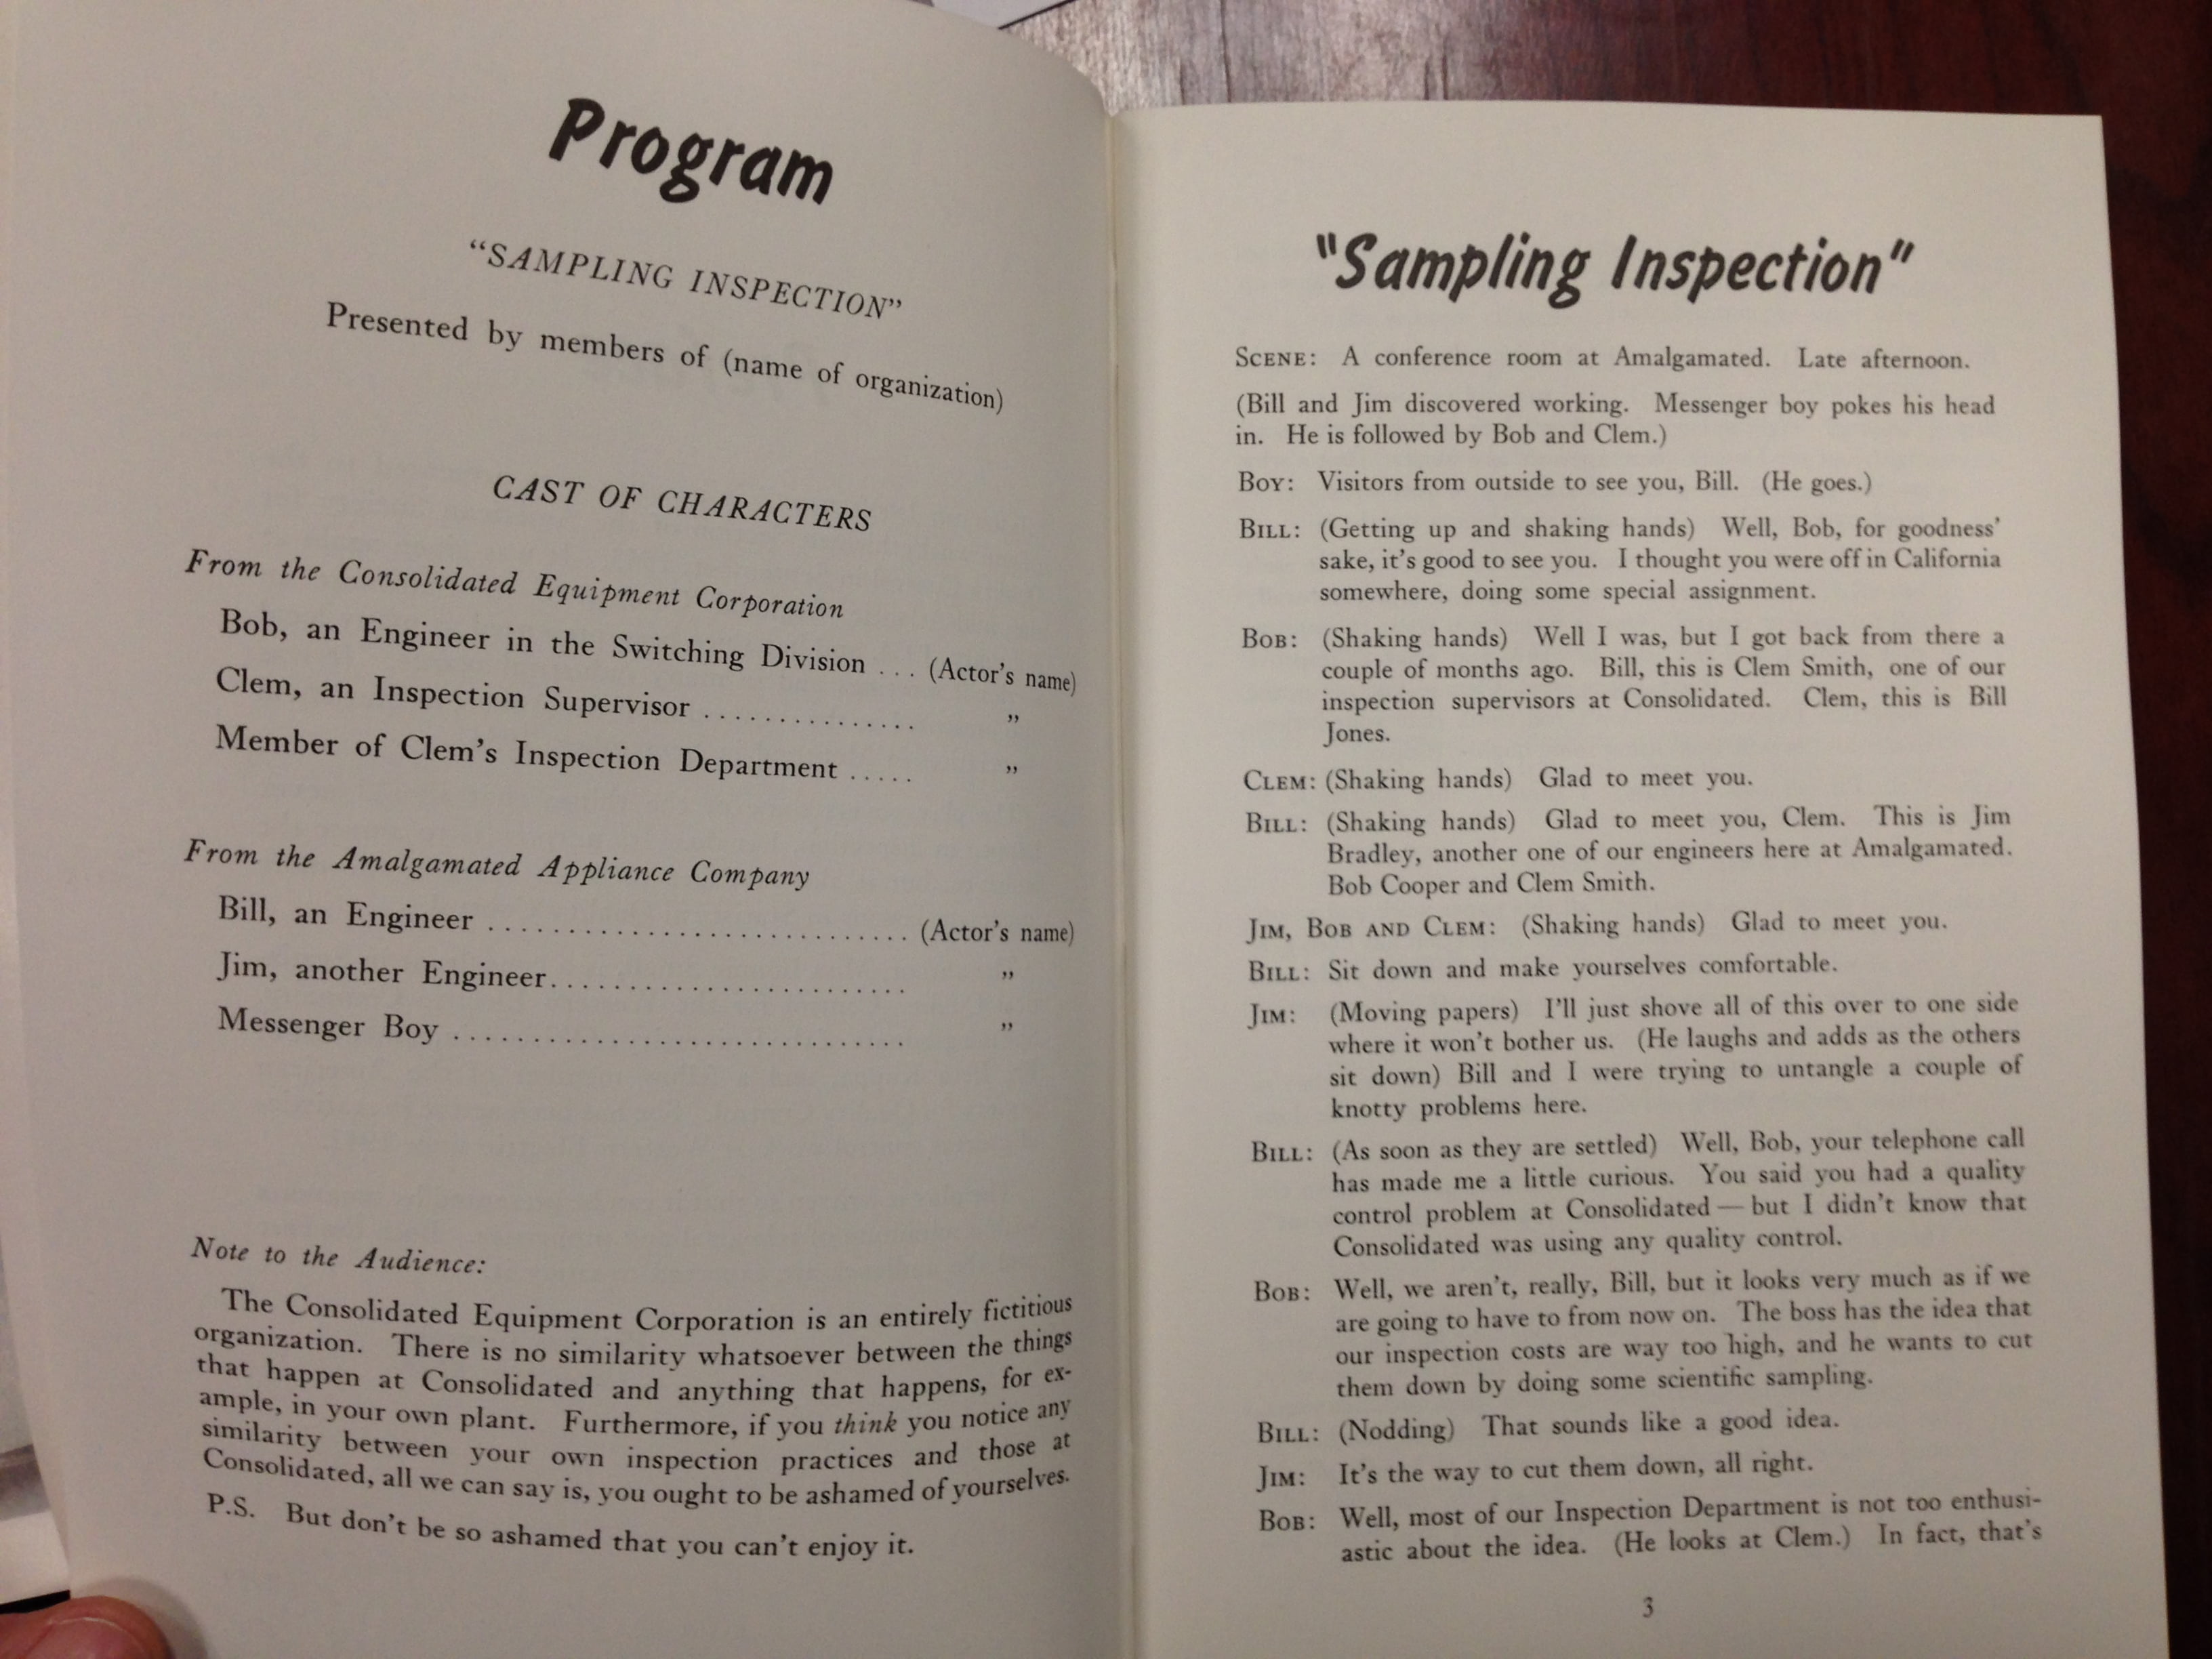 Program
“SAMPLING INSPECTION”
Presented by members of (name of organization)
CAST OF CHARACTERS
From the Consolidated Equipment Corporation
Bob, an Engineer in the Switching Division . . . (Actor’s name)
Clem, an Inspection Supervisor . . . . . . . . . . . . . . . ”
Member of Clem’s Inspection Department . . . . . ”
From the Amalgamated Appliance Company
Bill, an Engineer . . . . . . . . . . . . . . . . . . . . . . . . . . . . (Actor’s name)
Jim, another Engineer. . . . . . . . . . . . . . . . . . . . . . . . ”
Messenger Boy . . . . . . . . . . . . . . . . . . . . . . . . . . . . . . ”
Note to the Audience:
The Consolidated Equipment Corporation is an entirely fictitious
organization. There is no similarity whatsoever between the things
that happen at Consolidated and anything that happens, for ex-
ample, in your own plant. Furthermore, if you think you notice any
similarity between your own inspection practices and those at
Consolidated, all we can say is, you ought to be ashamed of yourselves.
P.S. But don’t be so ashamed that you can’t enjoy it.
“Sampling Inspection”
SCENE: A conference room at Amalgamated. Late afternoon.
(Bill and Jim discovered working. Messenger boy pokes his head
in. He is followed by Bob and Clem.)
BOY: Visitors from outside to see you, Bill. (He goes.)
BILL: (Getting up and shaking hands) Well, Bob, for goodness’
sake, it’s good to see you. I thought you were off in California
somewhere, doing some special assignment.
BOB: (Shaking hands) Well I was, but I got back from there a
couple of months ago. Bill, this is Clem Smith, one of our
inspection supervisors at Consolidated. Clem, this is Bill
Jones.
CLEM: (Shaking hands) Glad to meet you.
BILL: (Shaking hands) Glad to meet you, Clem. This is Jim
Bradley, another one of our engineers here at Amalgamated.
Bob Cooper and Clem Smith.
JIM, BOB AND CLEM: (Shaking hands) Glad to meet you.
BILL: Sit down and make yourselves comfortable.
JIM: (Moving papers) I’ll just shove all of this over to one side
where it won’t bother us. (He laughs and adds as the others
sit down) Bill and I were trying to untangle a couple of
knotty problems here.
BILL: (As soon as they are settled) Well, Bob, your telephone call
has made me a little curious. You said you had a quality
control problem at Consolidated — but I didn’t know that
Consolidated was using any quality control.
BOB: Well, we aren’t, really, Bill, but it looks very much as if we
are going to have to from now on. The boss has the idea that
our inspection costs are way too high, and he wants to cut
them down by doing some scientific sampling.
BILL: (Nodding) That sounds like a good idea.
JIM: It’s the way to cut them down, all right.
BOB: Well, most of our Inspection Department is not too enthusi-
astic about the idea. (He looks at Clem.) In fact, that’s
3